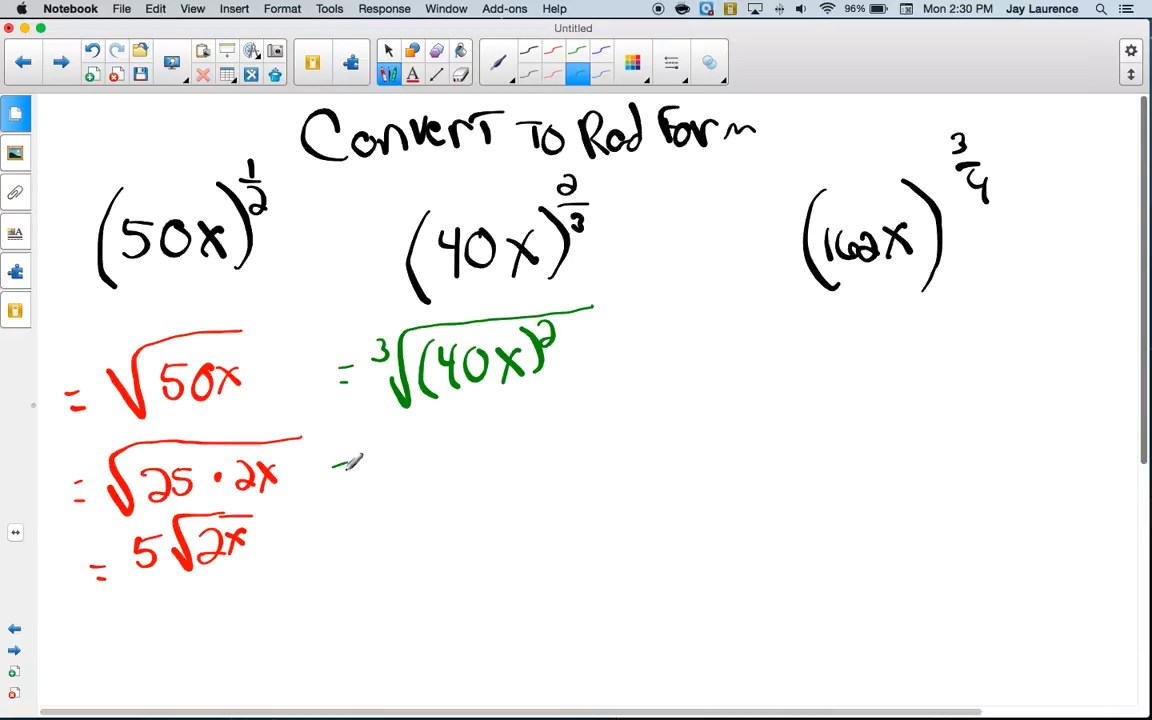 Notebook File Edit View Insert Format Tools Response Window Add-ons Help 96% Mon 2:30 PM Jay Laurence
Untitled
Convert To Rad Form
(50x)^(1/2) (40x)^(2/3) (162x)^(3/4)
= √(50x) = ³√((40x)²)
= √(25 · 2x)
= 5√(2x)